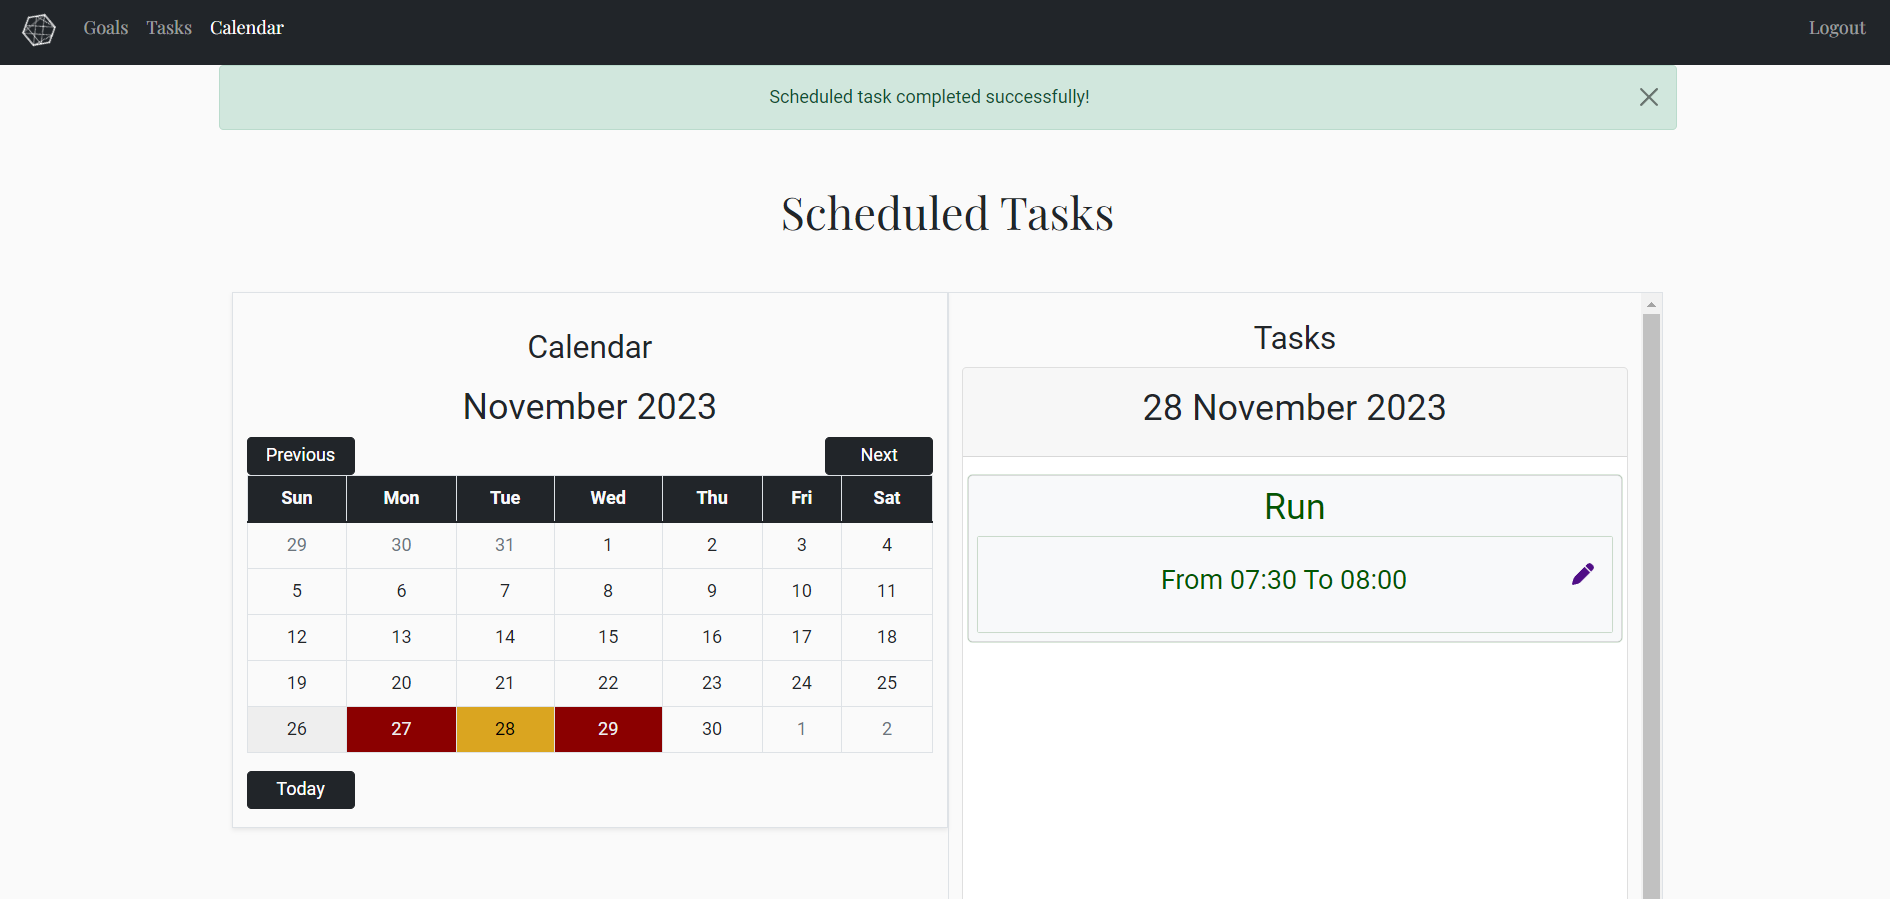 Goals Tasks Calendar Logout
Scheduled task completed successfully!
Scheduled Tasks
Calendar
November 2023
Previous Next
Sun Mon Tue Wed Thu Fri Sat
29 30 31 1 2 3 4
5 6 7 8 9 10 11
12 13 14 15 16 17 18
19 20 21 22 23 24 25
26 27 28 29 30 1 2
Today
Tasks
28 November 2023
Run
From 07:30 To 08:00